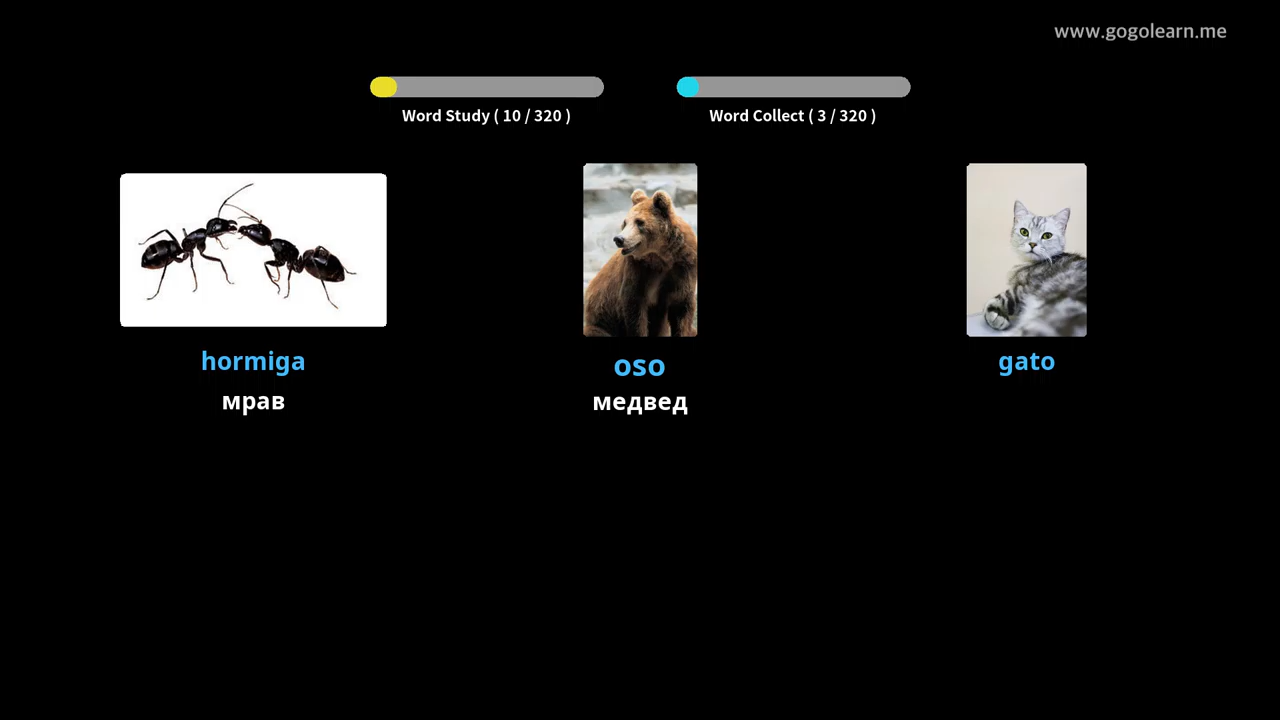 www.gogolearn.me
Word Study ( 10 / 320 )
Word Collect ( 3 / 320 )
hormiga
мрав
oso
медвед
gato